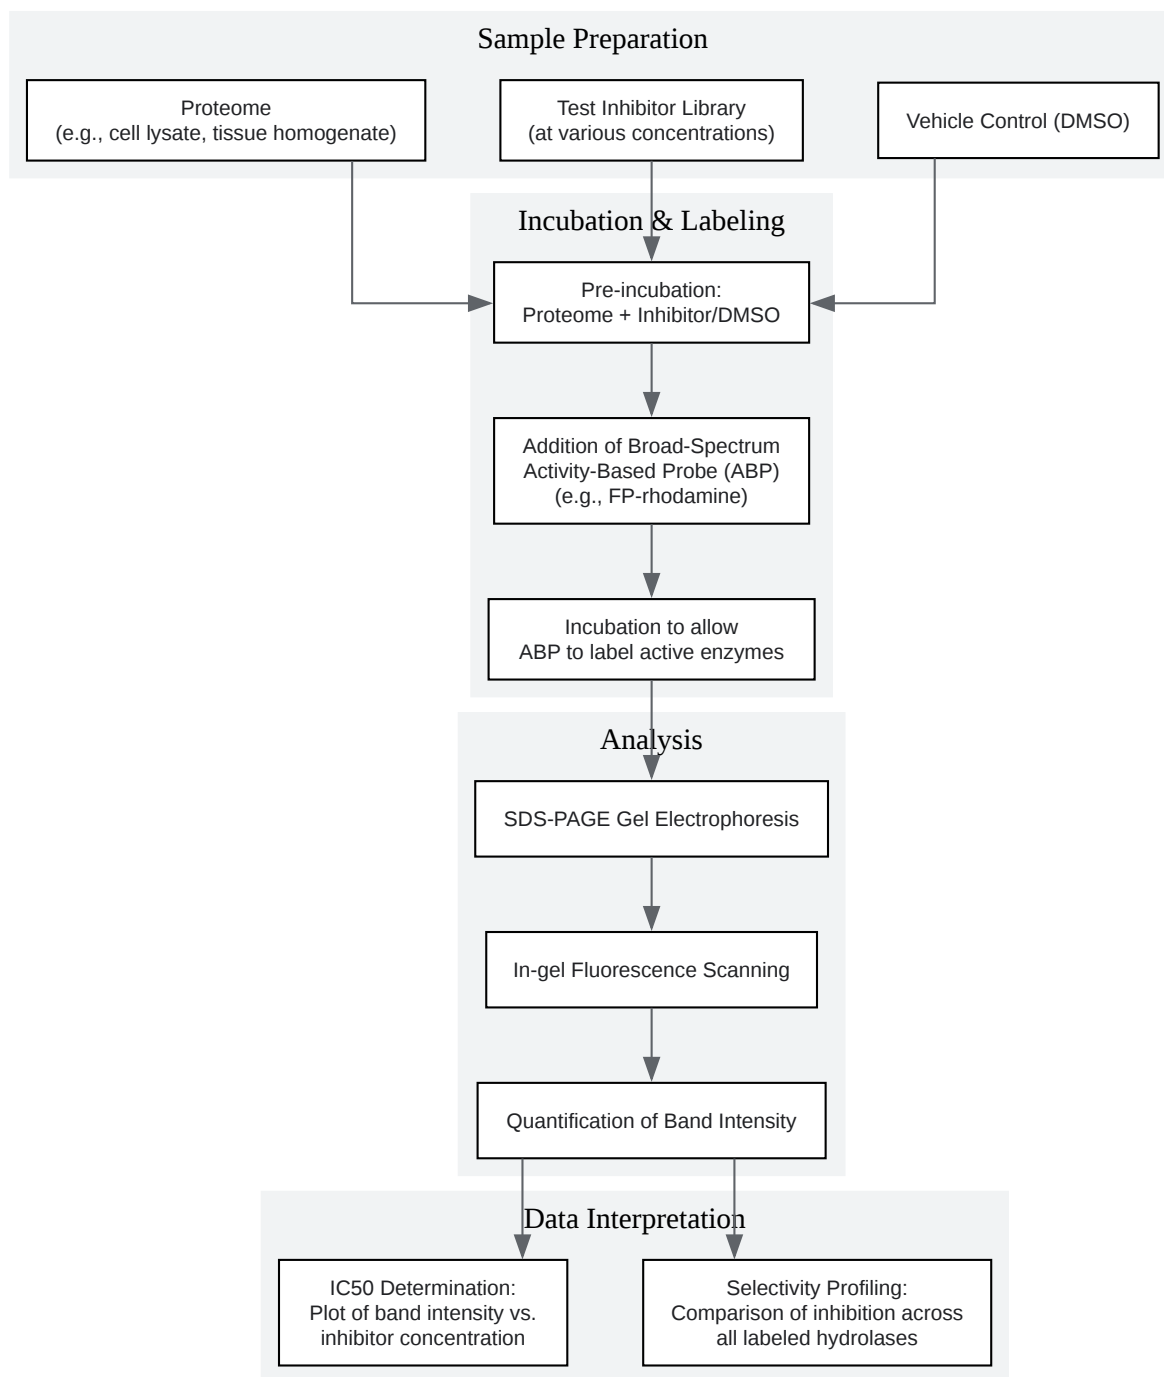 Sample Preparation
Proteome
(e.g., cell lysate, tissue homogenate)
Test Inhibitor Library
(at various concentrations)
Vehicle Control (DMSO)
Incubation & Labeling
Pre-incubation:
Proteome + Inhibitor/DMSO
Addition of Broad-Spectrum
Activity-Based Probe (ABP)
(e.g., FP-rhodamine)
Incubation to allow
ABP to label active enzymes
Analysis
SDS-PAGE Gel Electrophoresis
In-gel Fluorescence Scanning
Quantification of Band Intensity
Data Interpretation
IC50 Determination:
Plot of band intensity vs.
inhibitor concentration
Selectivity Profiling:
Comparison of inhibition across
all labeled hydrolases